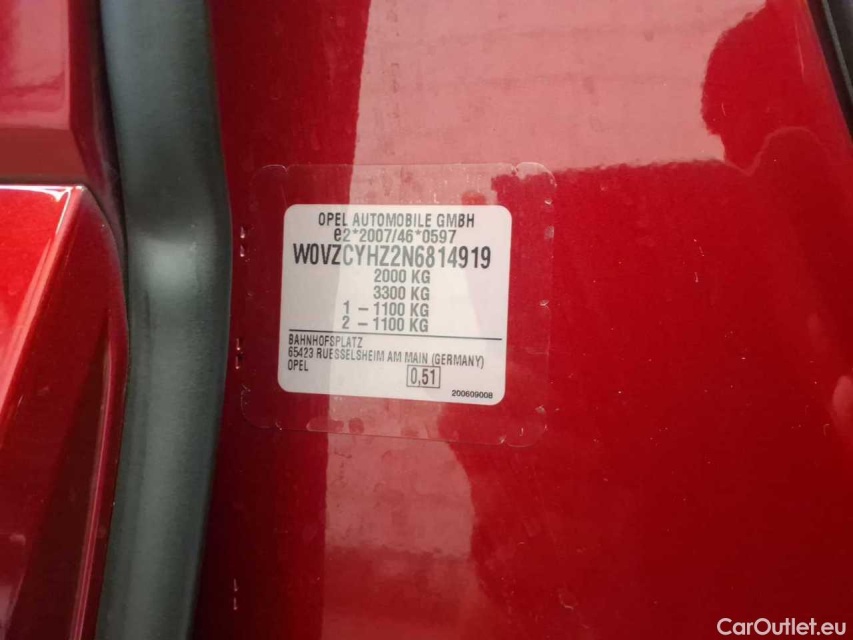 OPEL AUTOMOBILE GMBH
e2*2007/46*0597
W0VZCYHZ2N6814919
2000 KG
3300 KG
1 – 1100 KG
2 – 1100 KG
BAHNHOFSPLATZ
65423 RUESSELSHEIM AM MAIN (GERMANY)
OPEL
0,51
200609008
CarOutlet.eu